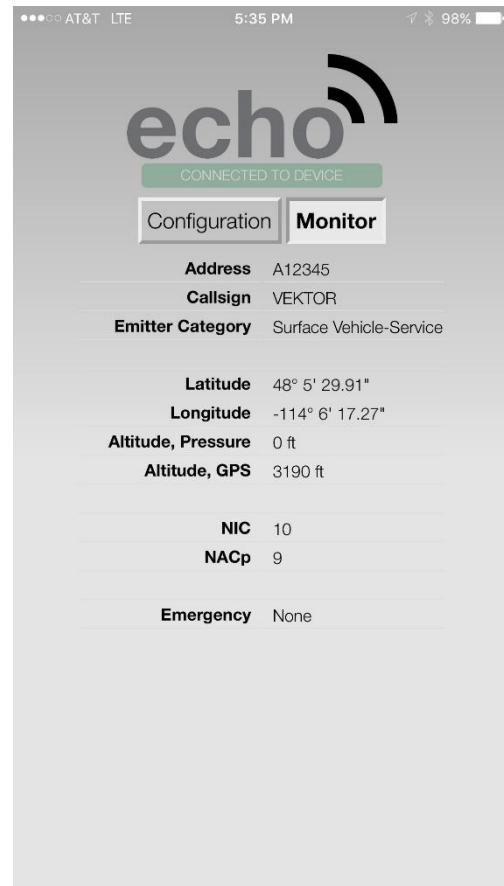 AT&T LTE 5:35 PM 98%
echo
CONNECTED TO DEVICE
Configuration Monitor
Address A12345
Callsign VEKTOR
Emitter Category Surface Vehicle-Service
Latitude 48° 5' 29.91"
Longitude -114° 6' 17.27"
Altitude, Pressure 0 ft
Altitude, GPS 3190 ft
NIC 10
NACp 9
Emergency None